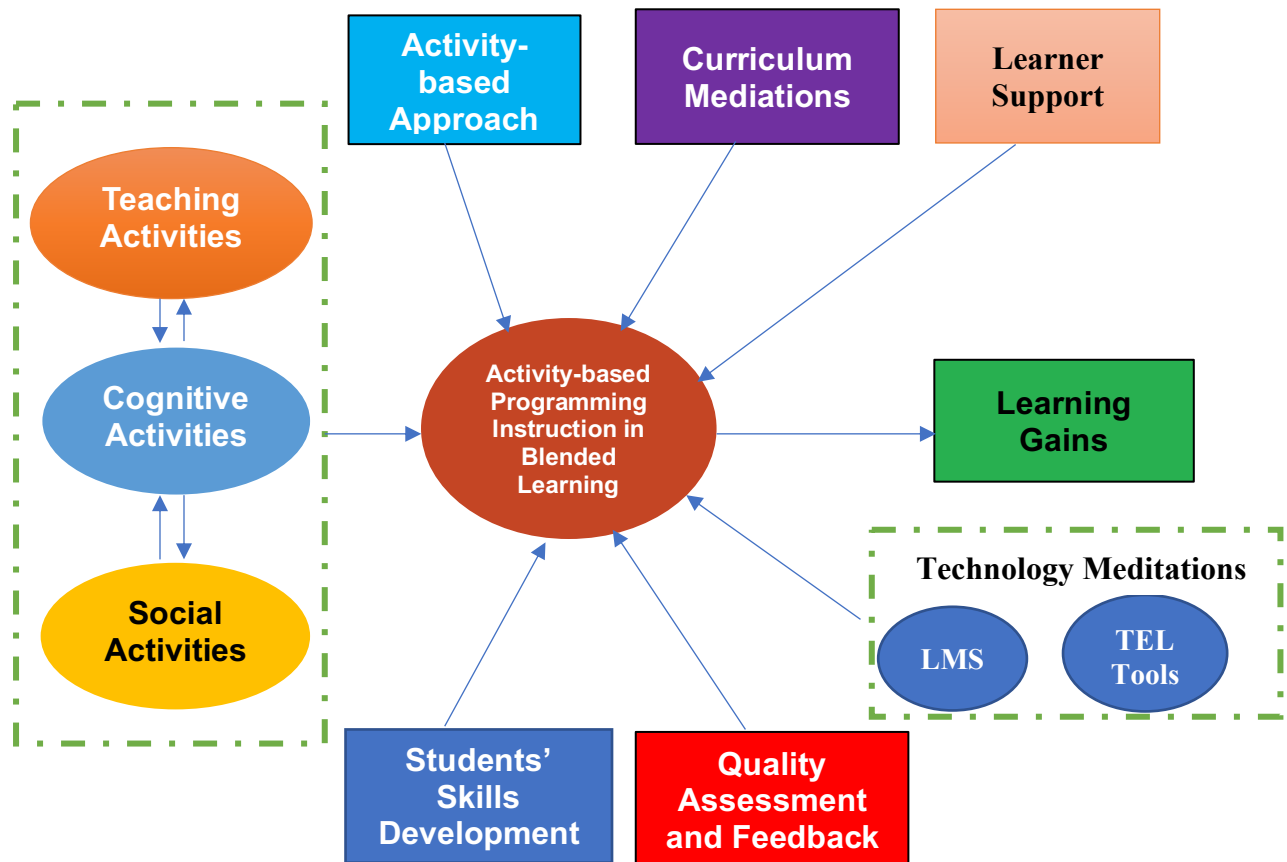 Activity-
based
Approach
Curriculum
Mediations
Learner
Support
Teaching
Activities
Cognitive
Activities
Social
Activities
Activity-based
Programming
Instruction in
Blended
Learning
Learning
Gains
Technology Meditations
LMS
TEL
Tools
Students’
Skills
Development
Quality
Assessment
and Feedback